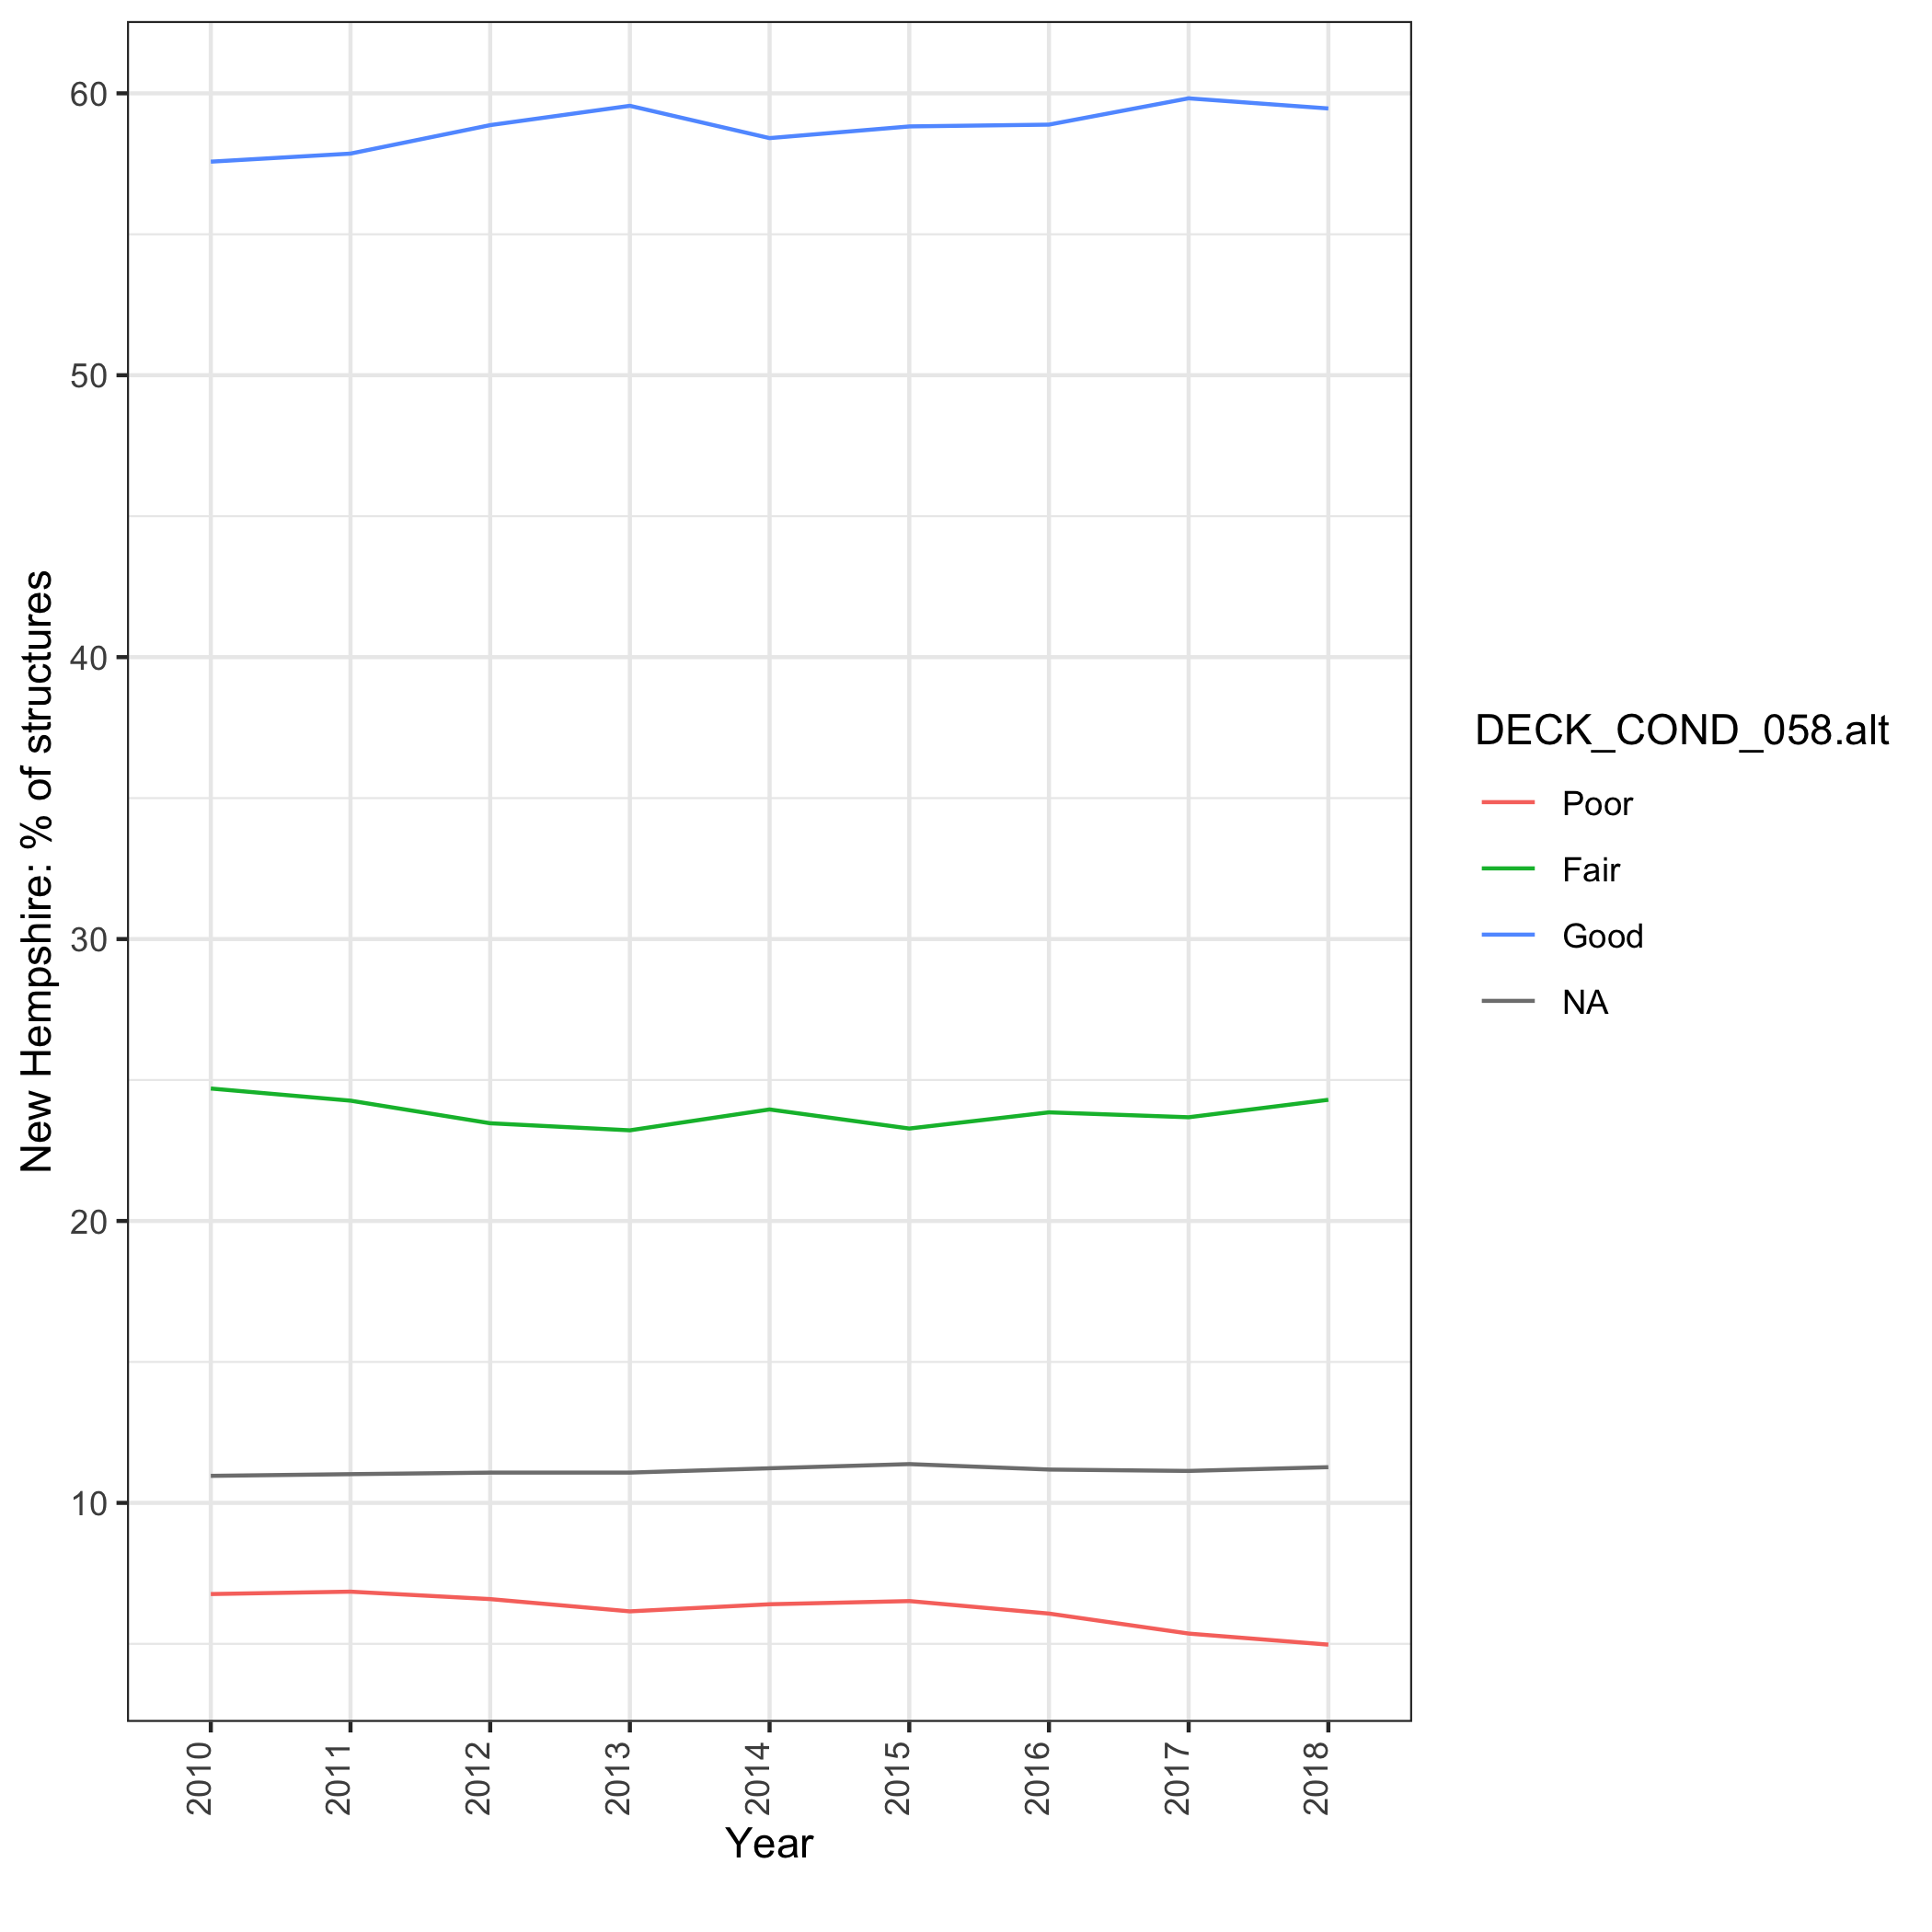 New Hempshire: % of structures
60
50
40
30
20
10
2010
2011
2012
2013
2014
2015
2016
2017
2018
Year
DECK_COND_058.alt
Poor
Fair
Good
NA